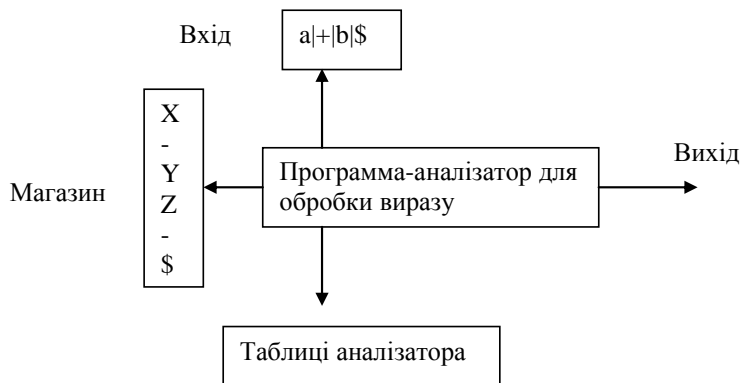 Вхід
a|+|b|$
X
-
Y
Z
-
$
Магазин
Программа-аналізатор для
обробки виразу
Вихід
Таблиці аналізатора